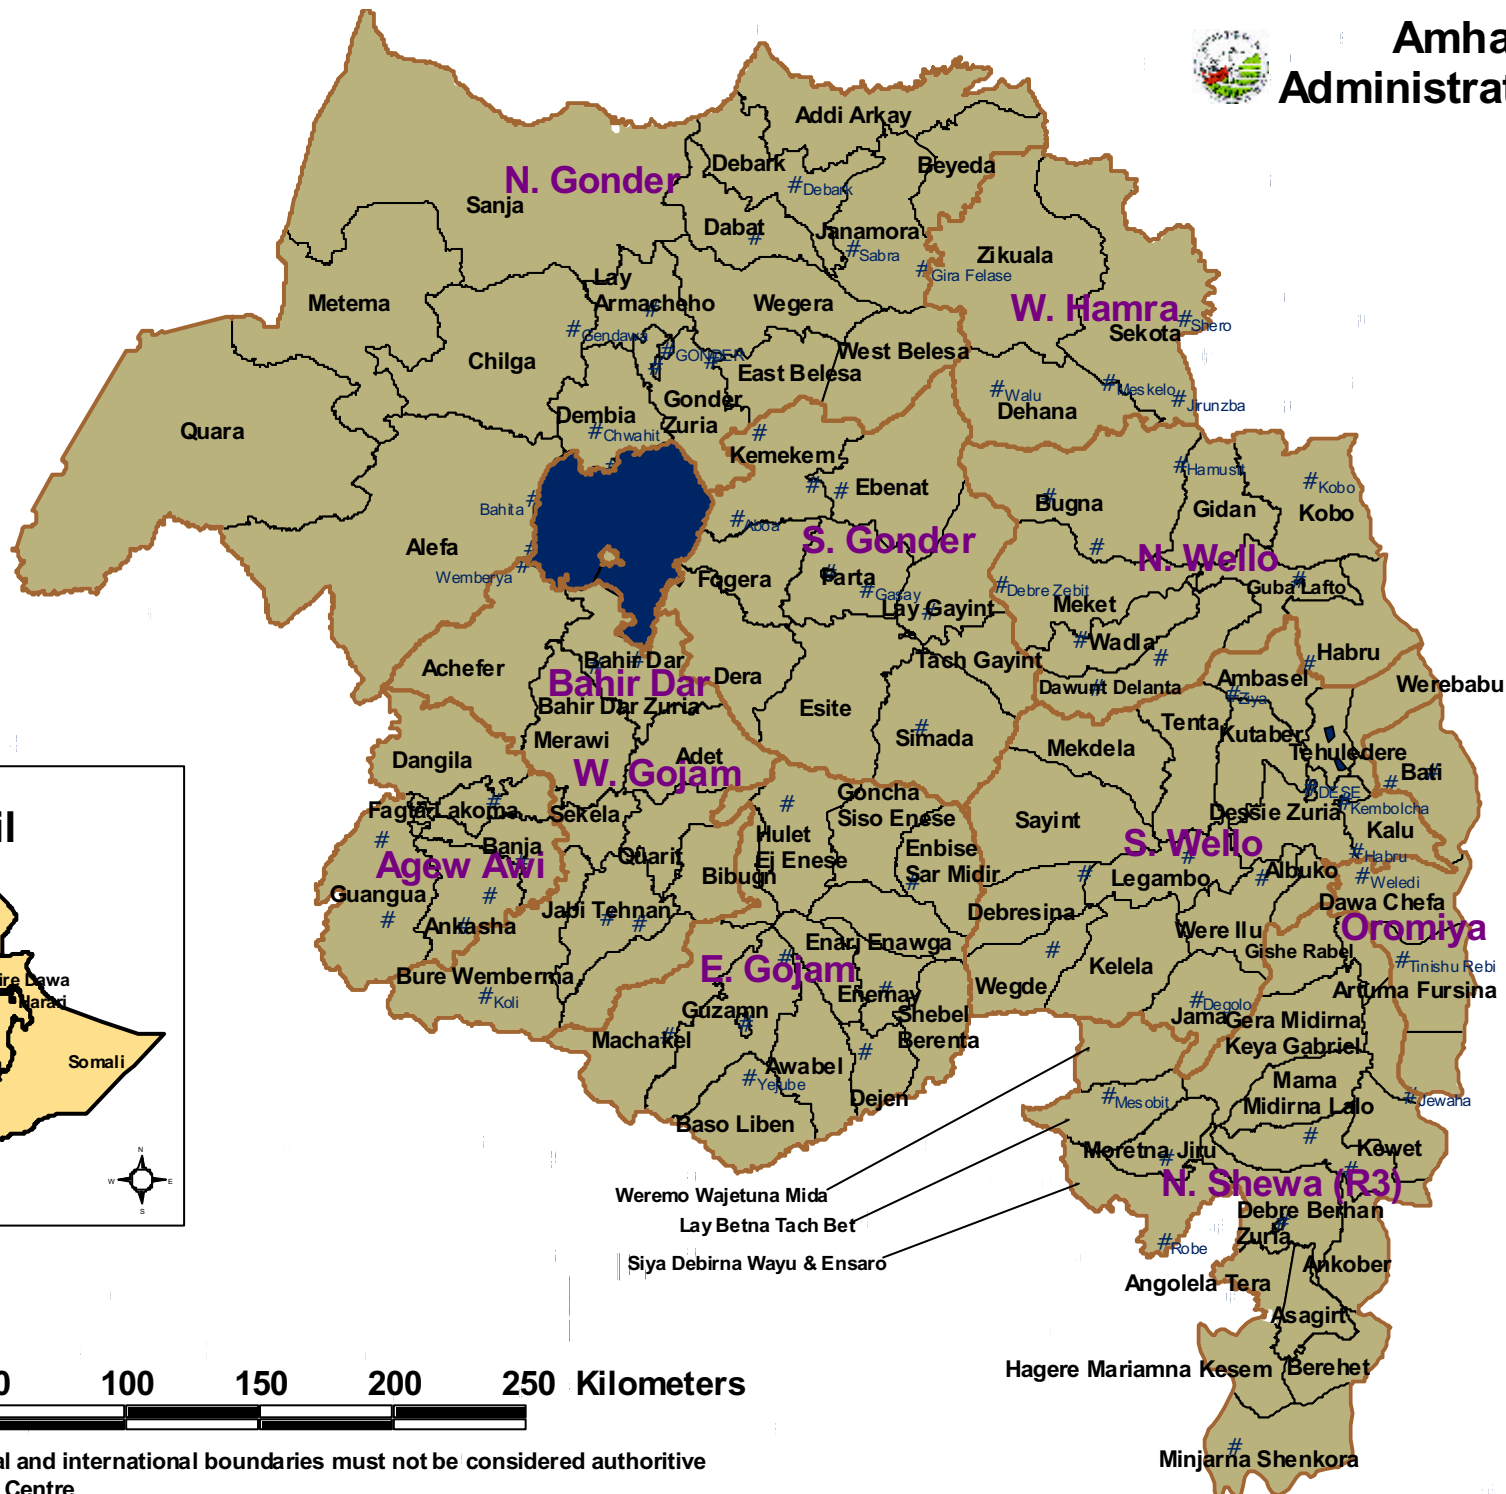 Amha
Administrat
Addi Arkay
Debark
Beyeda
N. Gonder
#Debark
Sanja
Dabat
Janamora
#Sabra
Zikuala
#Gira Felase
Lay
Armacheho
Metema
Wegera
W. Hamra
#Shero
Sekota
#Gendawa
#GONDER
West Belesa
Chilga
East Belesa
#Walu
#Meskelo
#Jirunzba
Dehana
Gonder
Zuria
Dembia
#Chwahit
Quara
Kemekem
#Hamusit
Ebenat
Bugna
Gidan
#Kobo
Kobo
Bahita #
#Aboa
S. Gonder
N. Wello
Alefa
Wemberya #
Fogera
Farta
#Gasay
#Debre Zebit
Guba Lafto
Lay Gayint
Meket
Wadla
Habru
Achefer
Bahir Dar
Bahir Dar
Dera
Tach Gayint
Dawunt Delanta
Ambasel
#Ziya
Werebabu
Bahir Dar Zuria
Esite
Tenta
Kutaber
Merawi
Simada
Mekdela
Tehuledere
Dangila
Adet
W. Gojam
Bati
#DESE
#Kembolcha
Goncha
Siso Enese
Fagta Lakoma
Sekela
Sayint
Dessie Zuria
Kalu
Hulet
Ej Enese
Banja
S. Wello
#Habru
Enbise
Sar Midir
Quarit
Agew Awi
Bibugn
Legambo
Albuko
#Weledi
Guangua
Dawa Chefa
Jabi Tehnan
Debresina
Ankasha
Were Ilu
Oromiya
Enarj Enawga
Gishe Rabel
E. Gojam
Kelela
#Tinishu Rebi
Bure Wemberma
#Koli
Enemay
Wegde
Artuma Fursina
#Degolo
Guzamn
Shebel
Berenta
Jama
Gera Midirna
Keya Gabriel
Machakel
Awabel
#Yejube
Mama
Midirna Lalo
Dejen
#Mesobit
#Jewaha
Baso Liben
Moretna Jiru
Kewet
N. Shewa (R3)
Weremo Wajetuna Mida
Lay Betna Tach Bet
Debre Berhan
Zuria
#Robe
Siya Debirna Wayu & Ensaro
Ankober
Angolela Tera
Asagirt
Hagere Mariamna Kesem
Berehet
Minjarna Shenkora
il
ire Dawa
Harari
Somali
N
W
E
S
0 100 150 200 250 Kilometers
al and international boundaries must not be considered authoritive
Centre